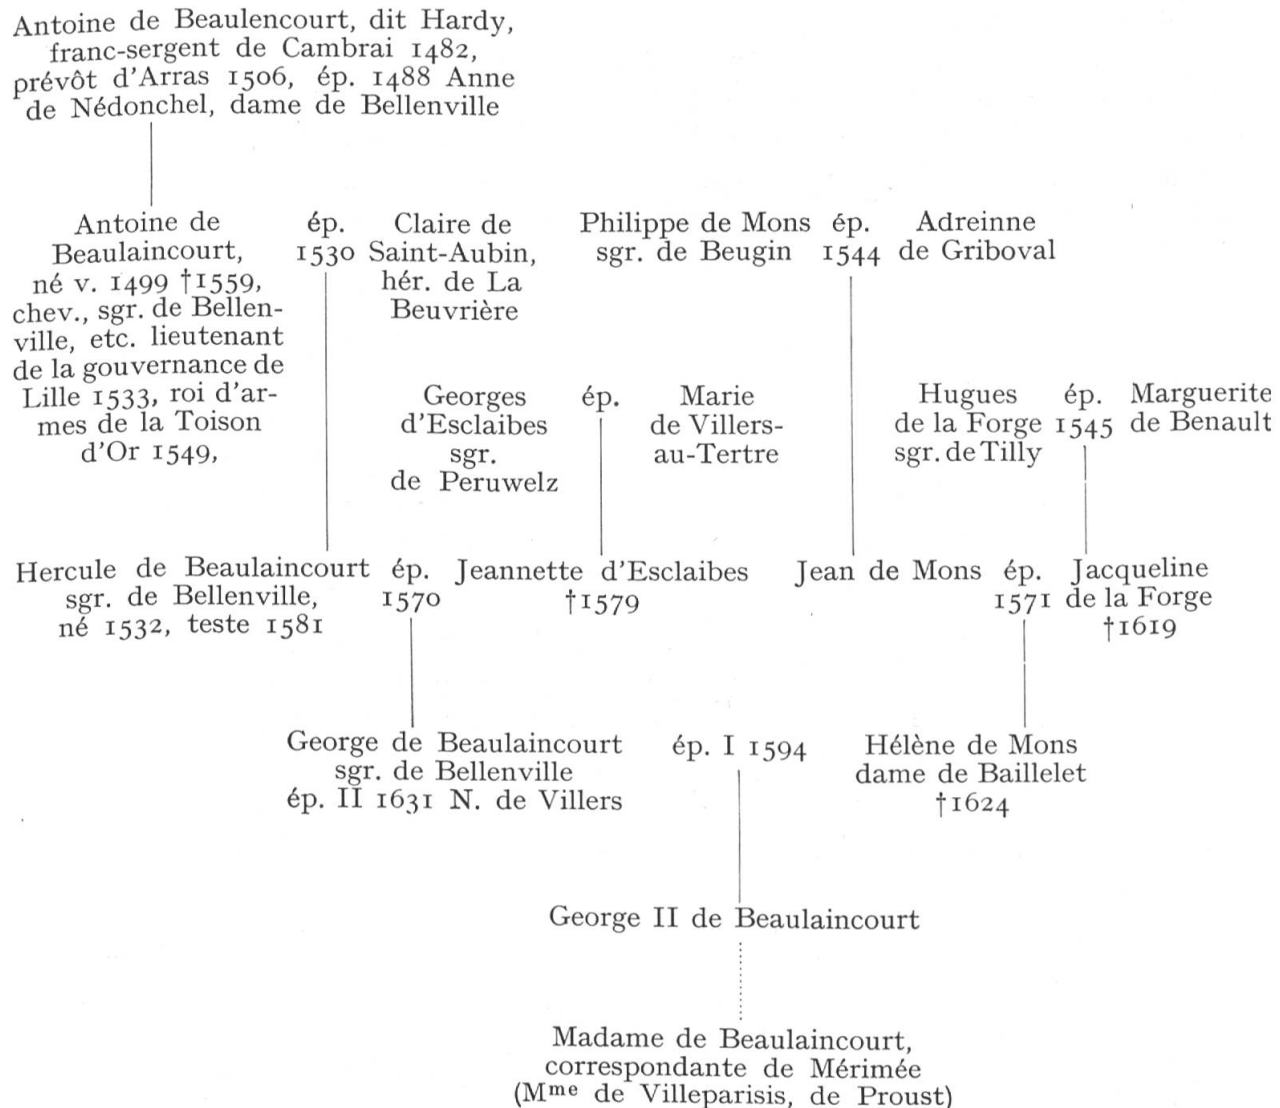 Antoine de Beaulencourt, dit Hardy,
franc-sergent de Cambrai 1482,
prévôt d'Arras 1506, ép. 1488 Anne
de Nédonchel, dame de Bellenville
Antoine de
Beaulaincourt,
né v. 1499 †1559,
chev., sgr. de Bellen-
ville, etc. lieutenant
de la gouvernance de
Lille 1533, roi d'ar-
mes de la Toison
d'Or 1549,
ép.
1530
Claire de
Saint-Aubin,
hér. de La
Beuvrière
Philippe de Mons
sgr. de Beugin
ép.
1544
Adreinne
de Griboval
Georges
d'Esclaibes
sgr.
de Peruwelz
ép.
Marie
de Villers-
au-Tertre
Hugues
de la Forge
sgr. de Tilly
ép.
1545
Marguerite
de Benault
Hercule de Beaulaincourt
sgr. de Bellenville,
né 1532, teste 1581
ép.
1570
Jeannette d'Esclaibes
†1579
Jean de Mons
ép.
1571
Jacqueline
de la Forge
†1619
George de Beaulaincourt
sgr. de Bellenville
ép. II 1631 N. de Villers
ép. I 1594
Hélène de Mons
dame de Baillelet
†1624
George II de Beaulaincourt
Madame de Beaulaincourt,
correspondante de Mérimée
(Mme de Villeparisis, de Proust)